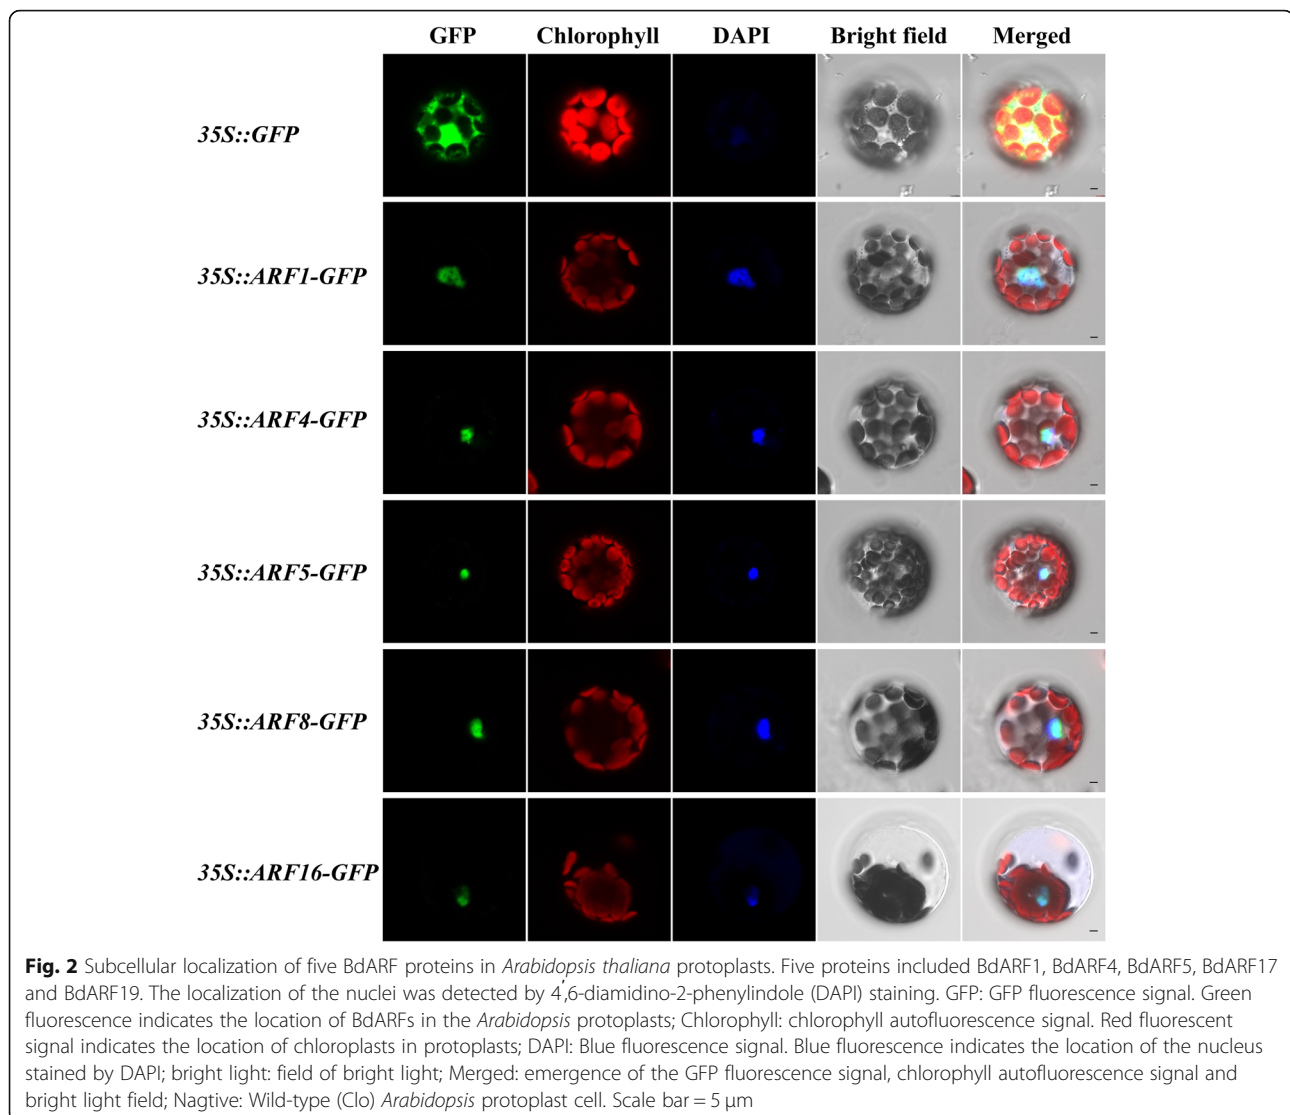 GFP Chlorophyll DAPI Bright field Merged
35S::GFP
35S::ARF1-GFP
35S::ARF4-GFP
35S::ARF5-GFP
35S::ARF8-GFP
35S::ARF16-GFP
Fig. 2 Subcellular localization of five BdARF proteins in Arabidopsis thaliana protoplasts. Five proteins included BdARF1, BdARF4, BdARF5, BdARF17
and BdARF19. The localization of the nuclei was detected by 4′,6-diamidino-2-phenylindole (DAPI) staining. GFP: GFP fluorescence signal. Green
fluorescence indicates the location of BdARFs in the Arabidopsis protoplasts; Chlorophyll: chlorophyll autofluorescence signal. Red fluorescent
signal indicates the location of chloroplasts in protoplasts; DAPI: Blue fluorescence signal. Blue fluorescence indicates the location of the nucleus
stained by DAPI; bright light: field of bright light; Merged: emergence of the GFP fluorescence signal, chlorophyll autofluorescence signal and
bright light field; Nagtive: Wild-type (Clo) Arabidopsis protoplast cell. Scale bar = 5 μm